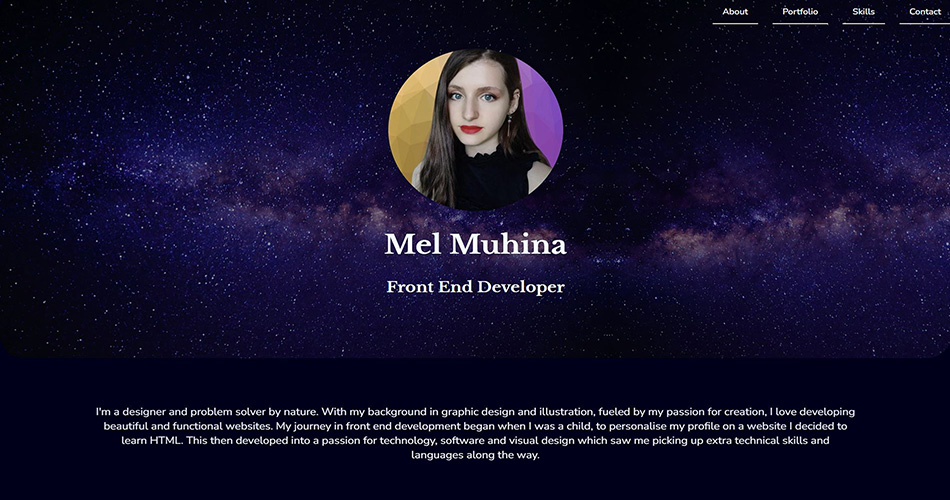 About Portfolio Skills Contact
Mel Muhina
Front End Developer
I'm a designer and problem solver by nature. With my background in graphic design and illustration, fueled by my passion for creation, I love developing
beautiful and functional websites. My journey in front end development began when I was a child, to personalise my profile on a website I decided to
learn HTML. This then developed into a passion for technology, software and visual design which saw me picking up extra technical skills and
languages along the way.